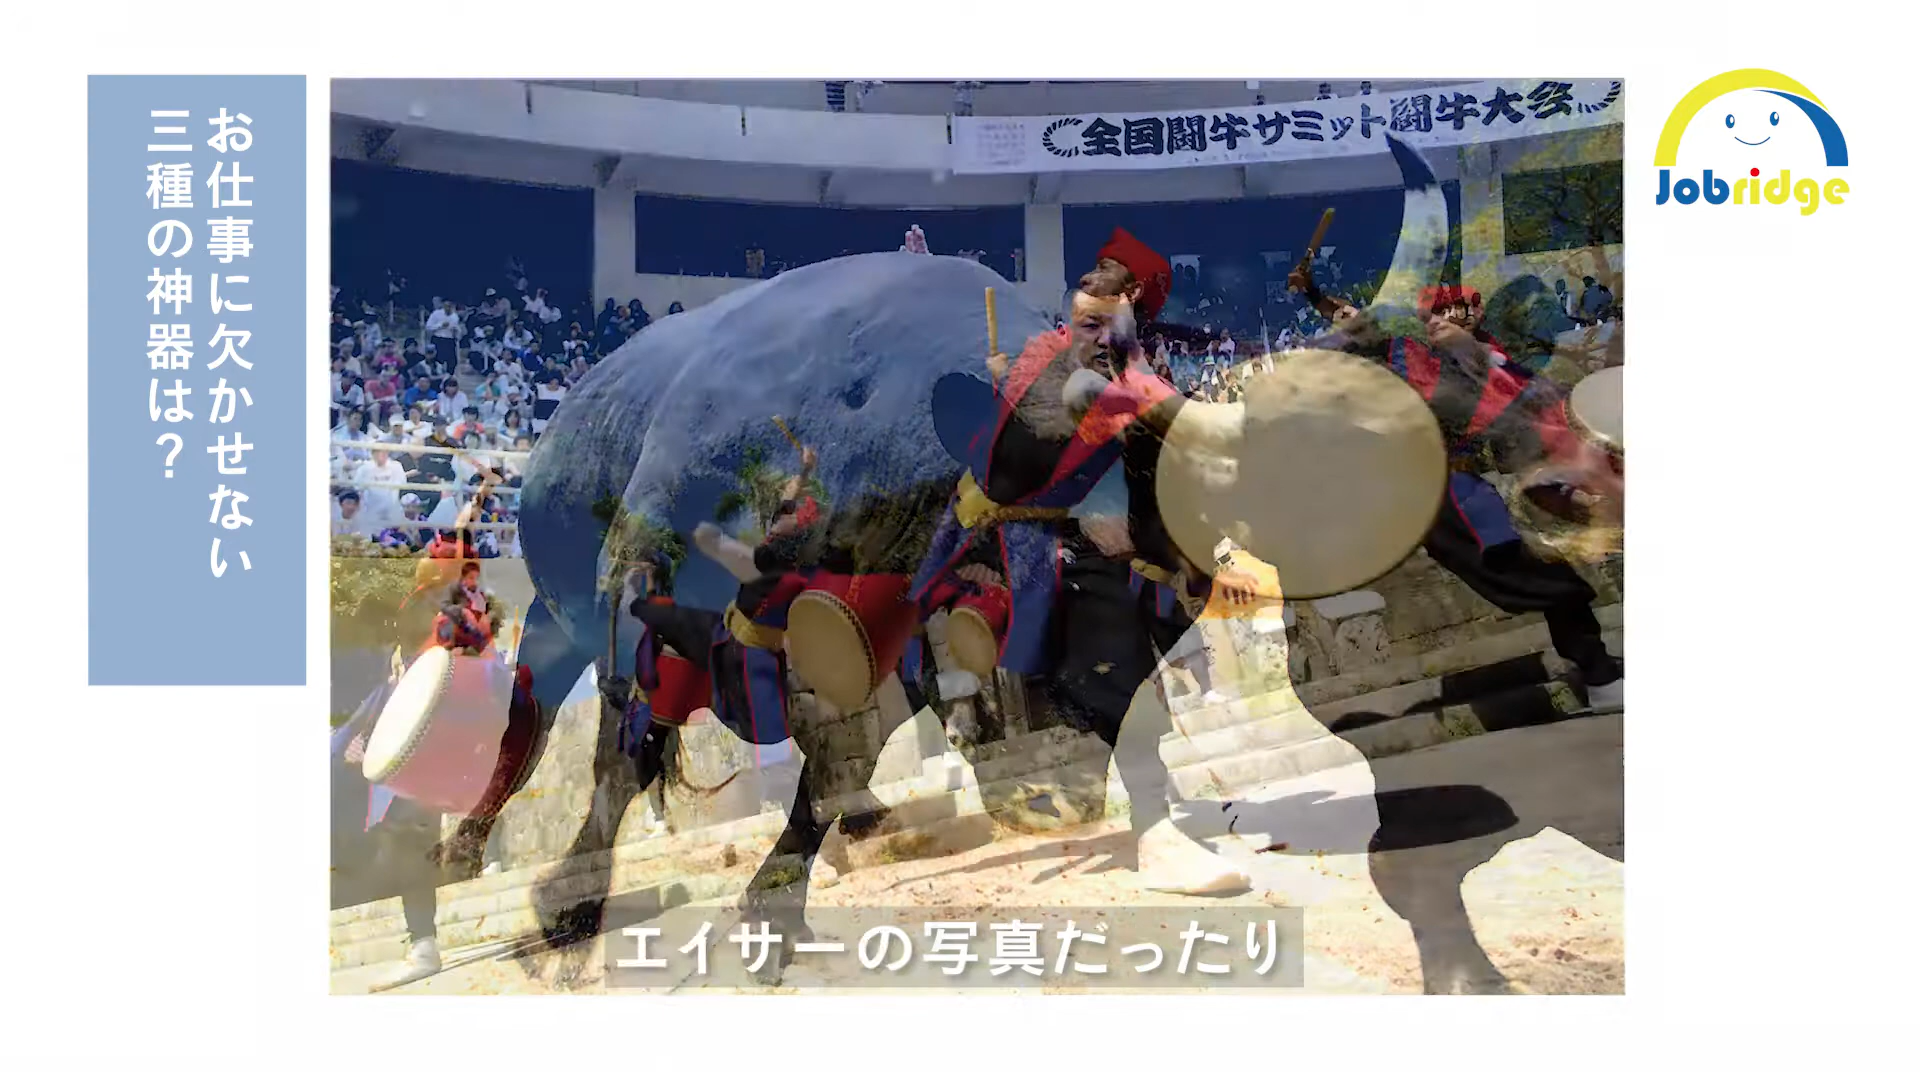 お仕事に欠かせない
三種の神器は？
全国闘牛サミット闘牛大会
Jobridge
エイサーの写真だったり